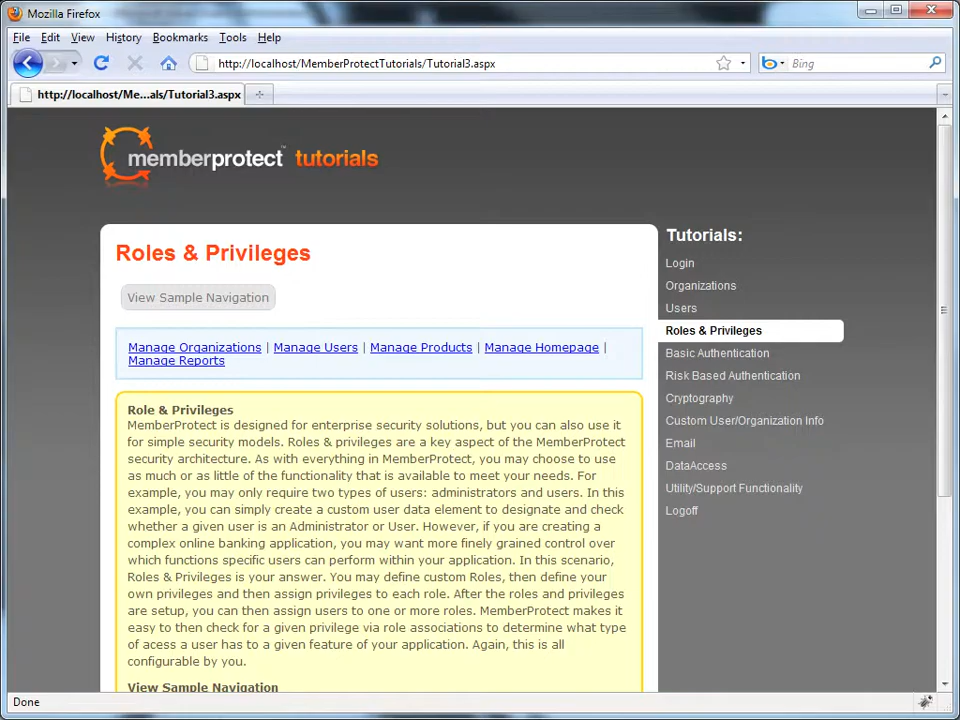 Mozilla Firefox
File Edit View History Bookmarks Tools Help
http://localhost/MemberProtectTutorials/Tutorial3.aspx
Bing
http://localhost/Me...als/Tutorial3.aspx
memberprotect™ tutorials
Roles & Privileges
View Sample Navigation
Manage Organizations | Manage Users | Manage Products | Manage Homepage |
Manage Reports
Role & Privileges
MemberProtect is designed for enterprise security solutions, but you can also use it
for simple security models. Roles & privileges are a key aspect of the MemberProtect
security architecture. As with everything in MemberProtect, you may choose to use
as much or as little of the functionality that is available to meet your needs. For
example, you may only require two types of users: administrators and users. In this
example, you can simply create a custom user data element to designate and check
whether a given user is an Administrator or User. However, if you are creating a
complex online banking application, you may want more finely grained control over
which functions specific users can perform within your application. In this scenario,
Roles & Privileges is your answer. You may define custom Roles, then define your
own privileges and then assign privileges to each role. After the roles and privileges
are setup, you can then assign users to one or more roles. MemberProtect makes it
easy to then check for a given privilege via role associations to determine what type
of acess a user has to a given feature of your application. Again, this is all
configurable by you.
View Sample Navigation
Tutorials:
Login
Organizations
Users
Roles & Privileges
Basic Authentication
Risk Based Authentication
Cryptography
Custom User/Organization Info
Email
DataAccess
Utility/Support Functionality
Logoff
Done